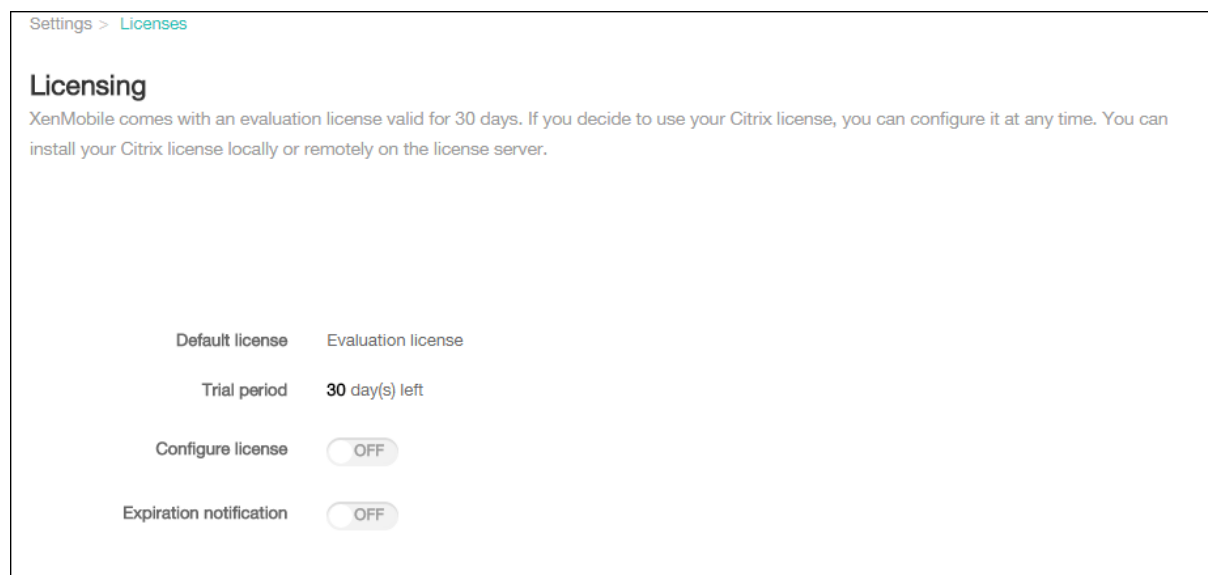 Settings > Licenses
Licensing
XenMobile comes with an evaluation license valid for 30 days. If you decide to use your Citrix license, you can configure it at any time. You can
install your Citrix license locally or remotely on the license server.
Default license Evaluation license
Trial period 30 day(s) left
Configure license OFF
Expiration notification OFF